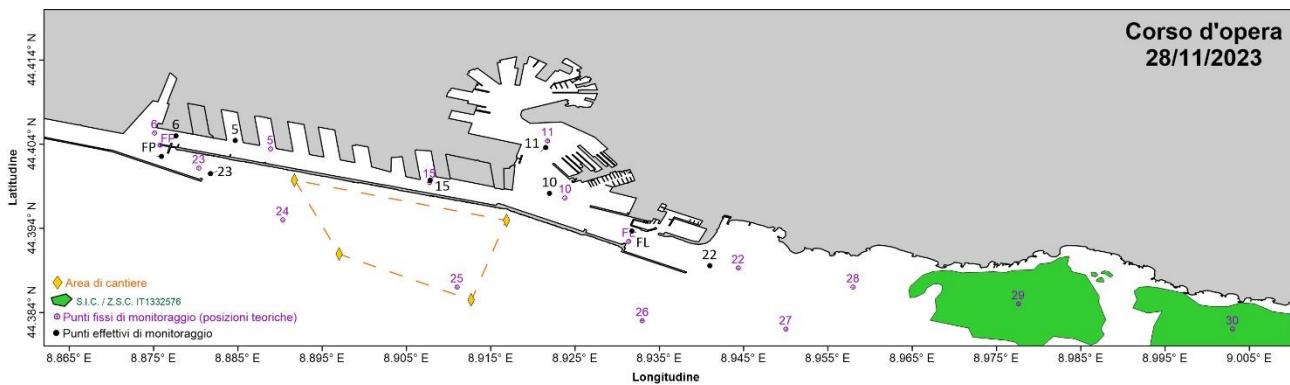 Corso d'opera
28/11/2023
44.414° N
44.404° N
44.394° N
44.384° N
Latitudine
6
FP
6
5
5
FP
23
23
15
15
11
11
10
10
24
25
FL
FL
22
22
26
27
28
29
30
Area di cantiere
S.I.C. / Z.S.C. IT1332576
Punti fissi di monitoraggio (posizioni teoriche)
Punti effettivi di monitoraggio
8.865° E
8.875° E
8.885° E
8.895° E
8.905° E
8.915° E
8.925° E
8.935° E
8.945° E
8.955° E
8.965° E
8.975° E
8.985° E
8.995° E
9.005° E
Longitudine